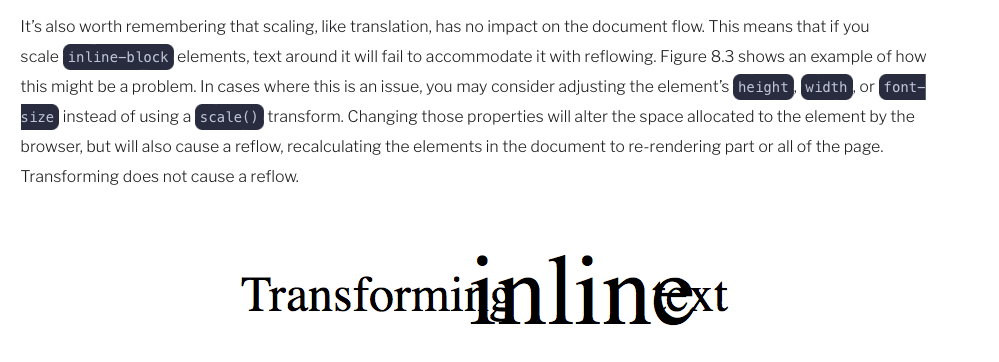 It’s also worth remembering that scaling, like translation, has no impact on the document flow. This means that if you
scale inline-block elements, text around it will fail to accommodate it with reflowing. Figure 8.3 shows an example of how
this might be a problem. In cases where this is an issue, you may consider adjusting the element’s height, width, or font-
size instead of using a scale() transform. Changing those properties will alter the space allocated to the element by the
browser, but will also cause a reflow, recalculating the elements in the document to re-rendering part or all of the page.
Transforming does not cause a reflow.
Transforming inline text